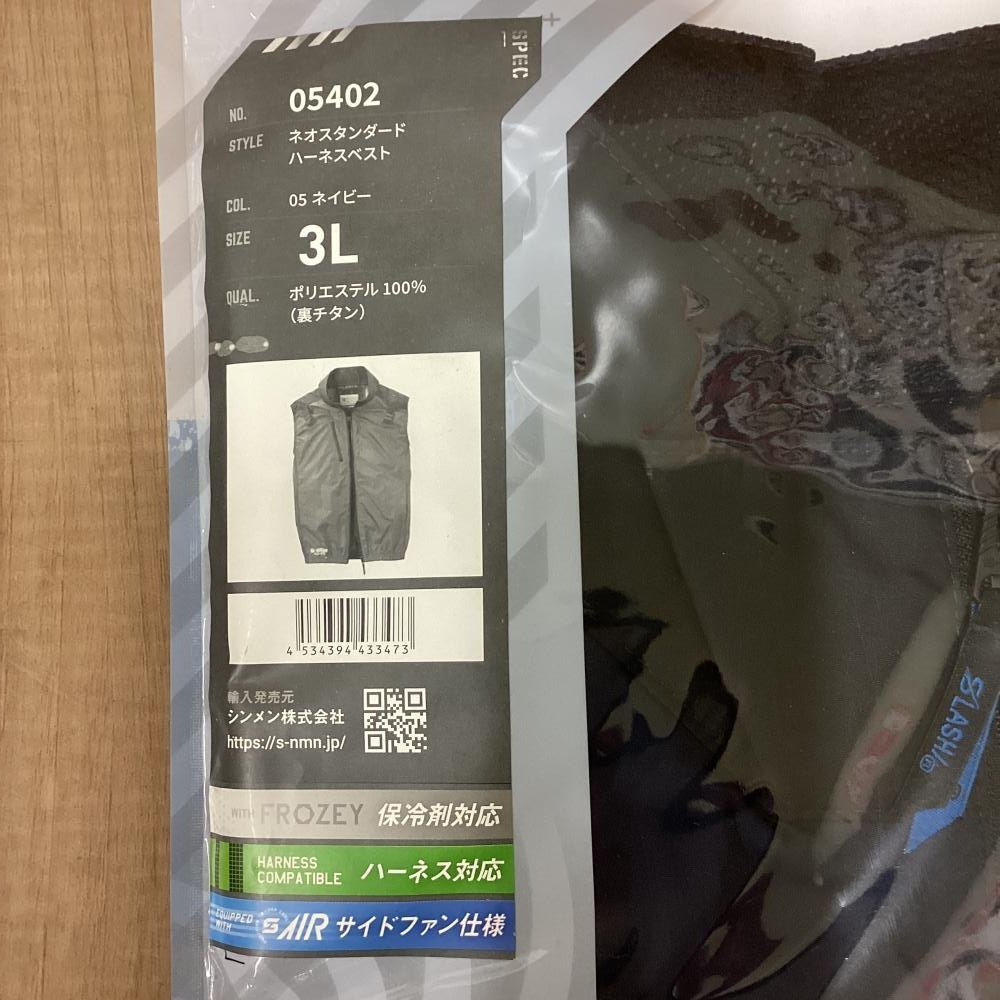 SPEC
NO. 05402
STYLE ネオスタンダード
ハーネスベスト
COL. 05 ネイビー
SIZE 3L
QUAL. ポリエステル 100%
(裏チタン)
4 534394 433473
輸入発売元
シンメン株式会社
https://s-nmn.jp/
WITH FROZEY 保冷剤対応
HARNESS
COMPATIBLE ハーネス対応
EQUIPPED
WITH S-AIR サイドファン仕様
SLASH